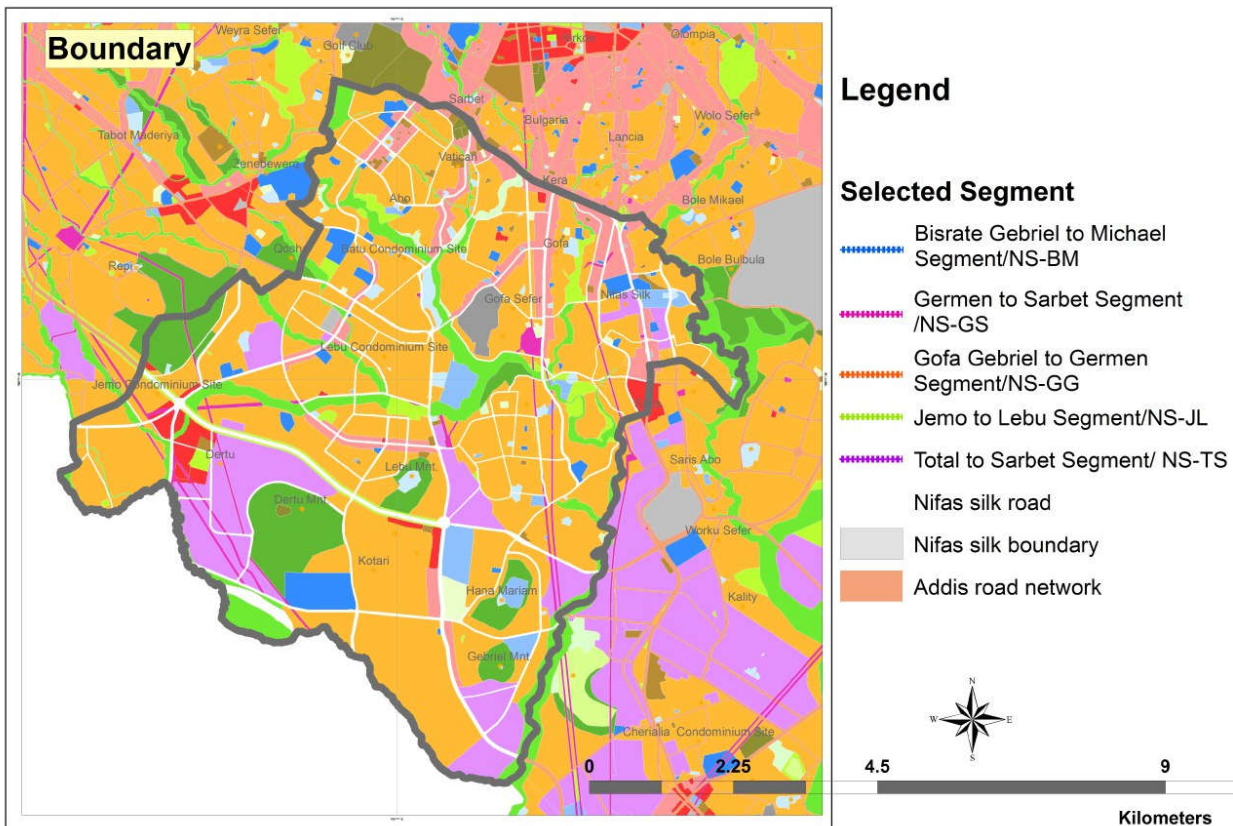 Boundary
Weyra Sefer
Golf Club
Kirkos
Olompia
Sarbet
Bulgaria
Wolo Sefer
Tabot Maderiya
Lancia
Vatican
Zenebewerk
Kera
Aho
Bole Mikael
Gofa
Qoshe
Batu Condominium Site
Bole Bulbula
Repi
Gofa Sefer
Nifas Silk
Lebu Condominium Site
Jemo Condominium Site
Dertu
Saris Abo
Lebu Mnt.
Dertu Mnt
Worku Sefer
Kotari
Hana Mariam
Kality
Gebriel Mnt.
Cherialia Condominium Site
Legend
Selected Segment
Bisrate Gebriel to Michael
Segment/NS-BM
Germen to Sarbet Segment
/NS-GS
Gofa Gebriel to Germen
Segment/NS-GG
Jemo to Lebu Segment/NS-JL
Total to Sarbet Segment/ NS-TS
Nifas silk road
Nifas silk boundary
Addis road network
N
W E
S
0 2.25 4.5 9
Kilometers